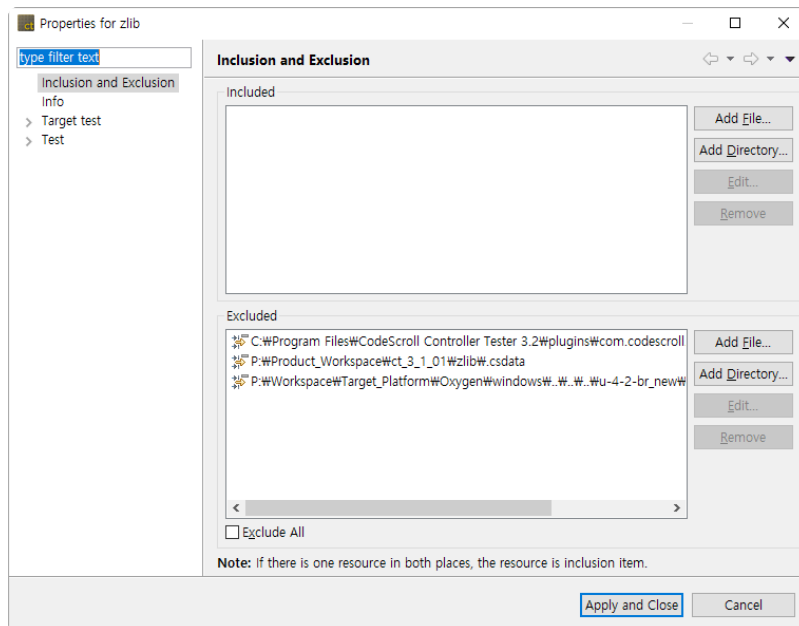 ct Properties for zlib
type filter text
Inclusion and Exclusion
Info
Target test
Test
Inclusion and Exclusion
Included
Add File...
Add Directory...
Edit...
Remove
Excluded
C:₩Program Files₩CodeScroll Controller Tester 3.2₩plugins₩com.codescroll
P:₩Product_Workspace₩ct_3_1_01₩zlib₩.csdata
P:₩Workspace₩Target_Platform₩Oxygen₩windows₩..₩..₩..₩u-4-2-br_new₩
Add File...
Add Directory...
Edit...
Remove
Exclude All
Note: If there is one resource in both places, the resource is inclusion item.
Apply and Close
Cancel